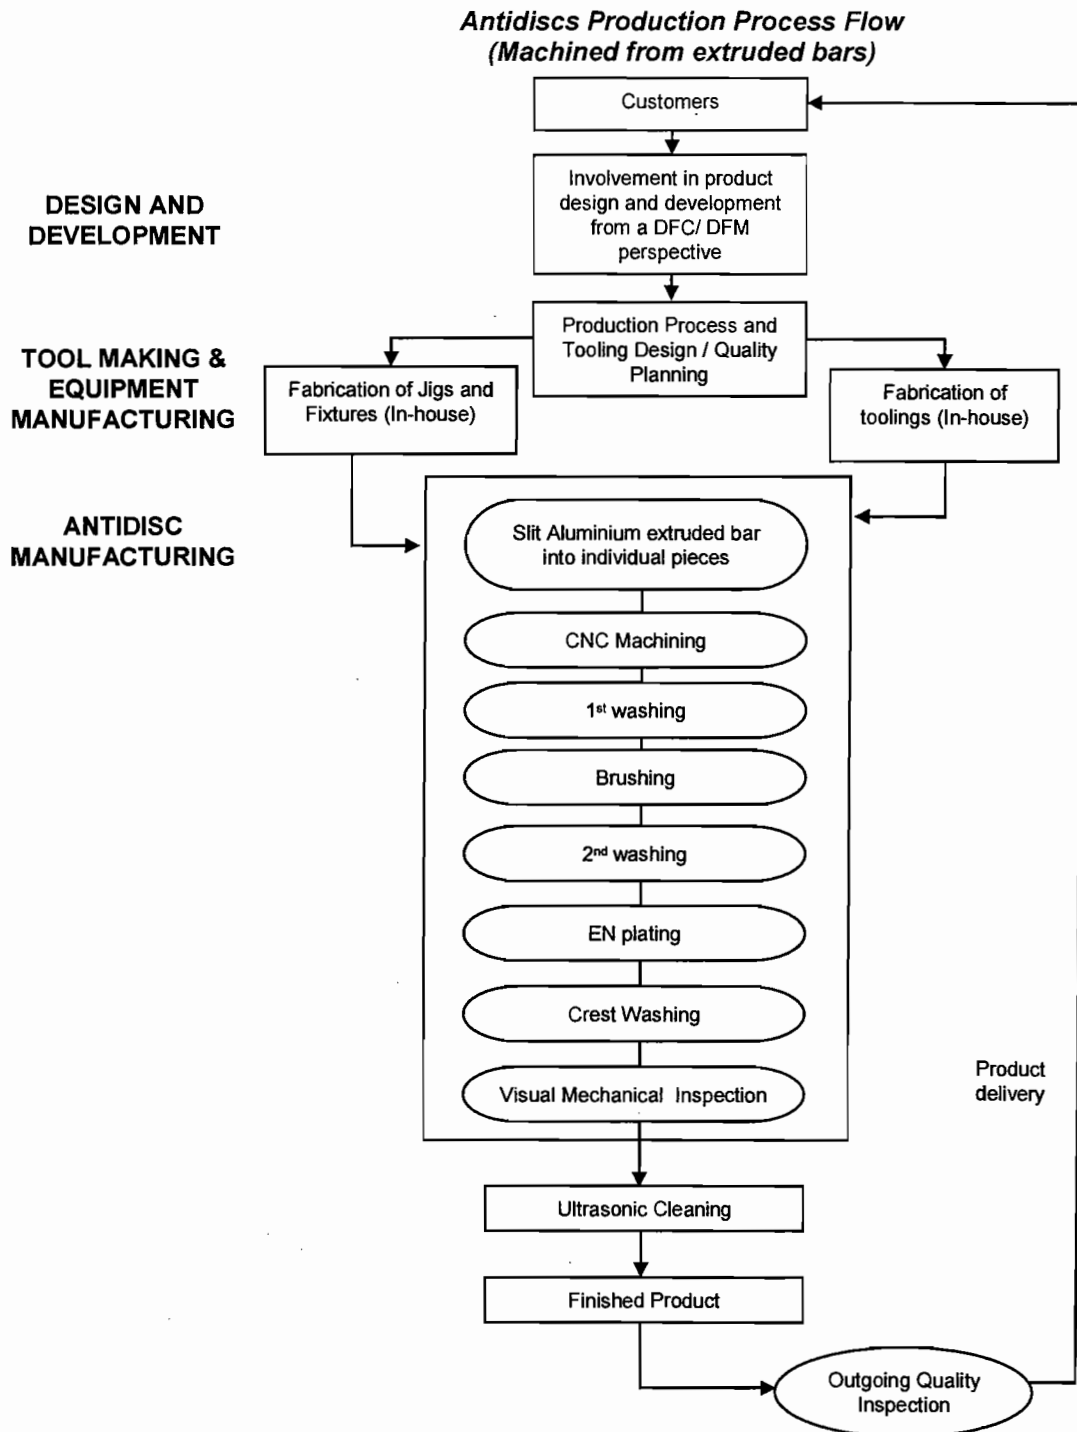 Antidiscs Production Process Flow
(Machined from extruded bars)
Customers
DESIGN AND
DEVELOPMENT
Involvement in product
design and development
from a DFC/ DFM
perspective
TOOL MAKING &
EQUIPMENT
MANUFACTURING
Production Process and
Tooling Design / Quality
Planning
Fabrication of Jigs and
Fixtures (In-house)
Fabrication of
toolings (In-house)
ANTIDISC
MANUFACTURING
Slit Aluminium extruded bar
into individual pieces
CNC Machining
1st washing
Brushing
2nd washing
EN plating
Crest Washing
Visual Mechanical Inspection
Product
delivery
Ultrasonic Cleaning
Finished Product
Outgoing Quality
Inspection